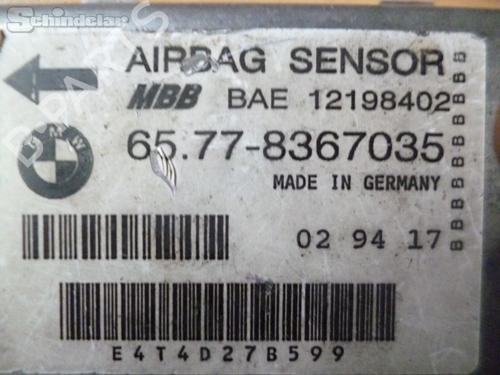 Schindelar
AIRBAG SENSOR
MBB BAE 12198402
BMW
65.77-8367035
MADE IN GERMANY
02 94 17
E4T4D27B599